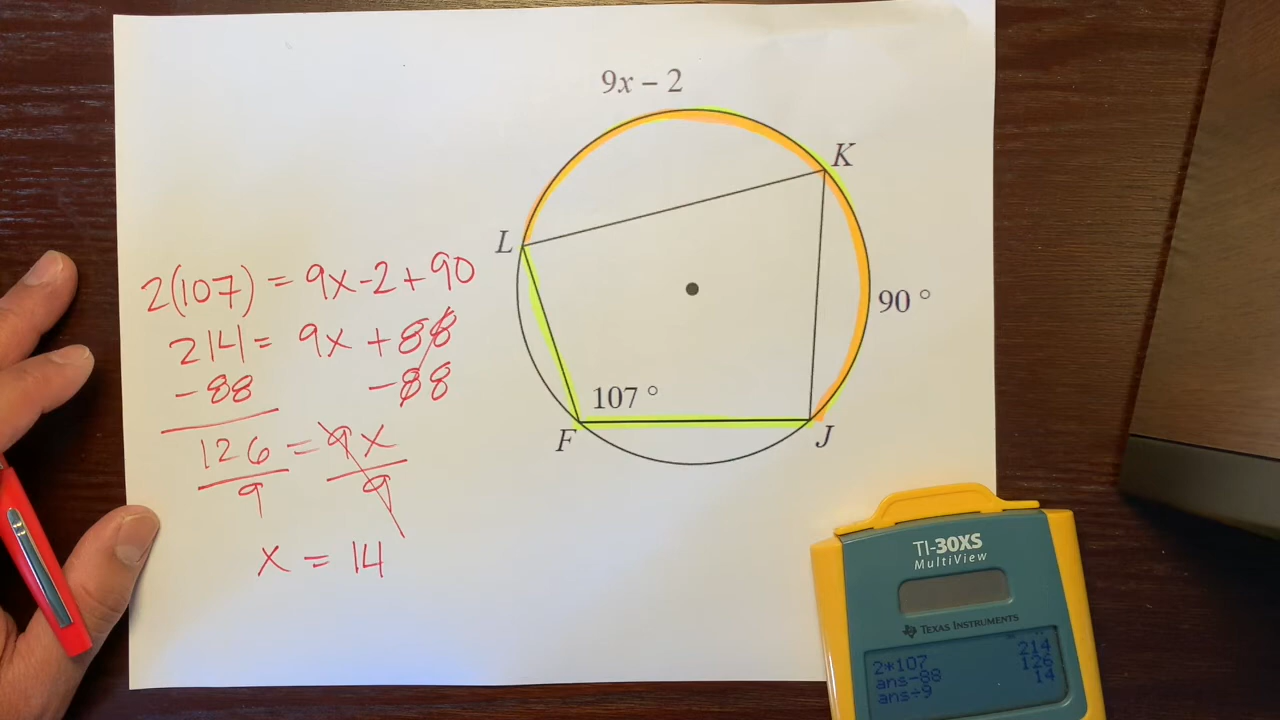 9x – 2
K
L
90 °
107 °
F
J
2(107) = 9x-2+90
214 = 9x +88
-88 -88
126 = 9x
9 9
x = 14
TI-30XS
MultiView
TEXAS INSTRUMENTS
2*107 214
ans-88 126
ans÷9 14